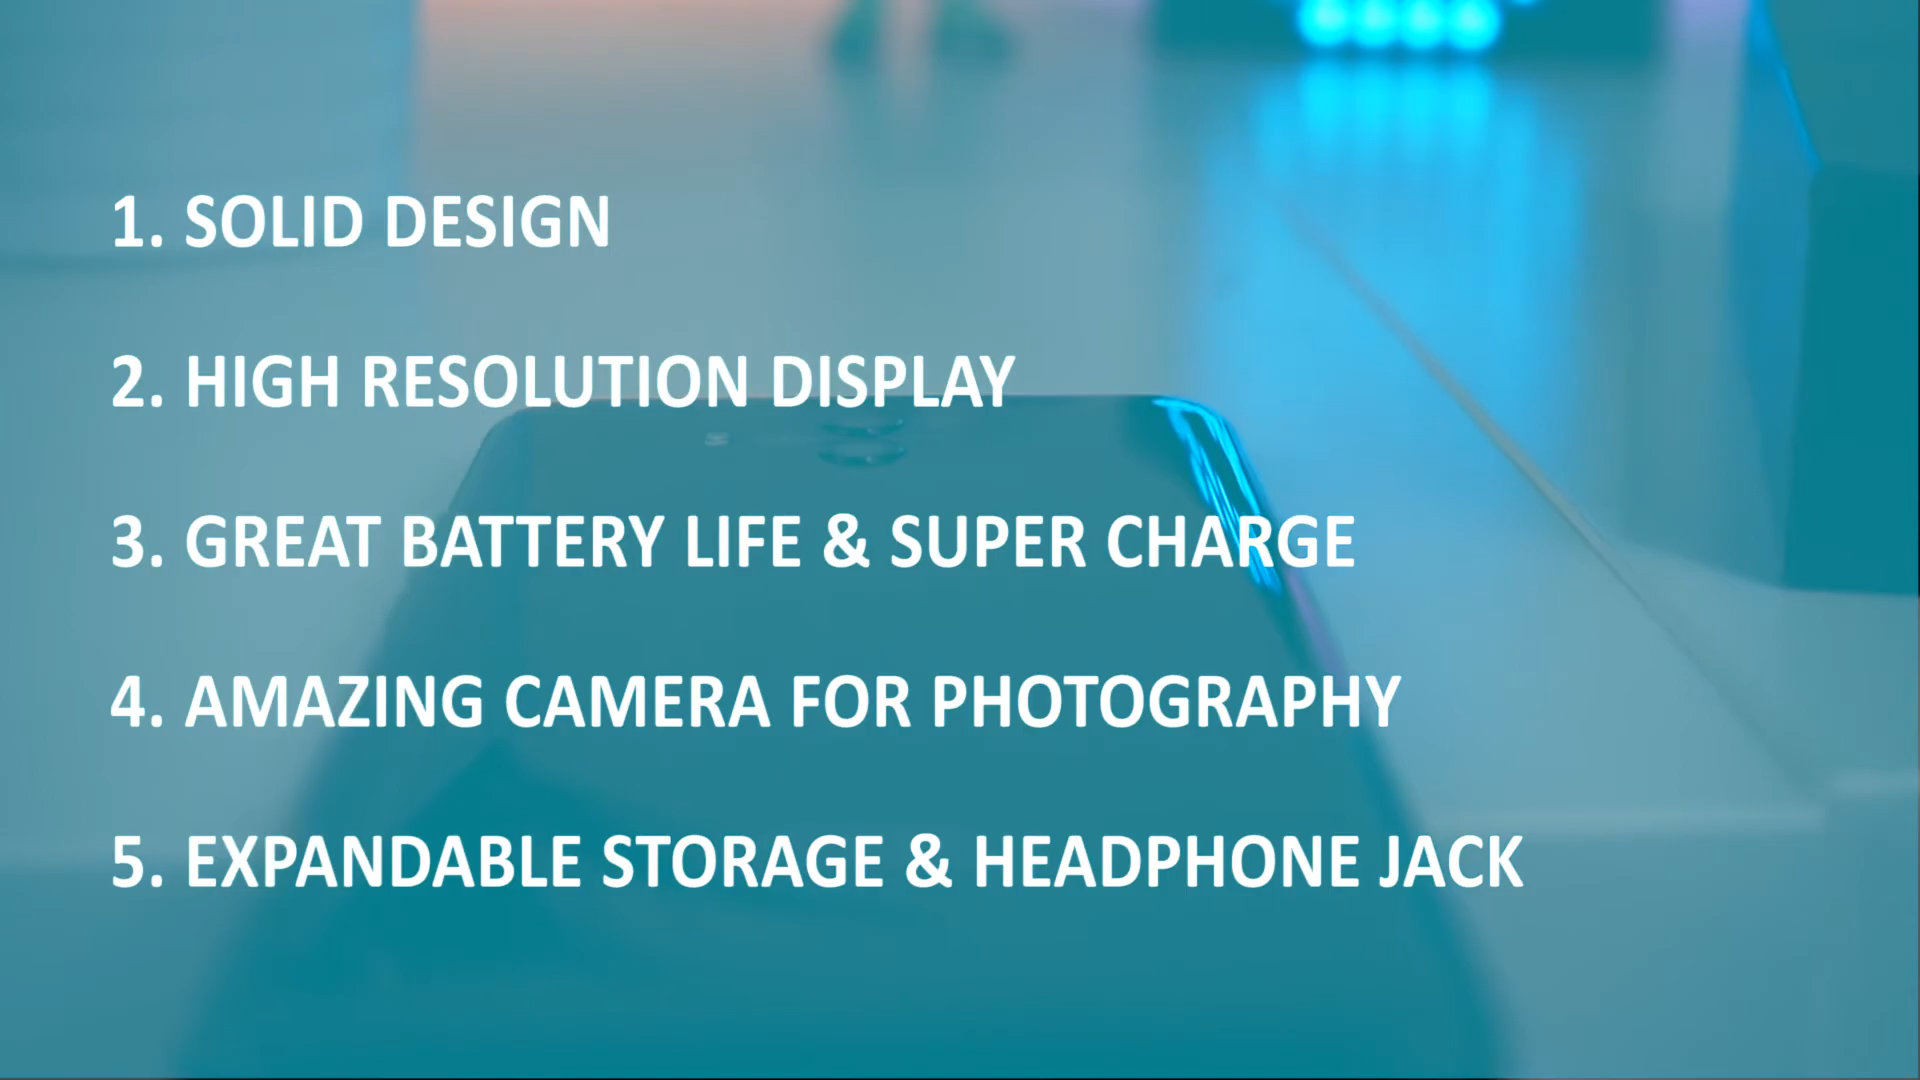 1. SOLID DESIGN
2. HIGH RESOLUTION DISPLAY
3. GREAT BATTERY LIFE & SUPER CHARGE
4. AMAZING CAMERA FOR PHOTOGRAPHY
5. EXPANDABLE STORAGE & HEADPHONE JACK